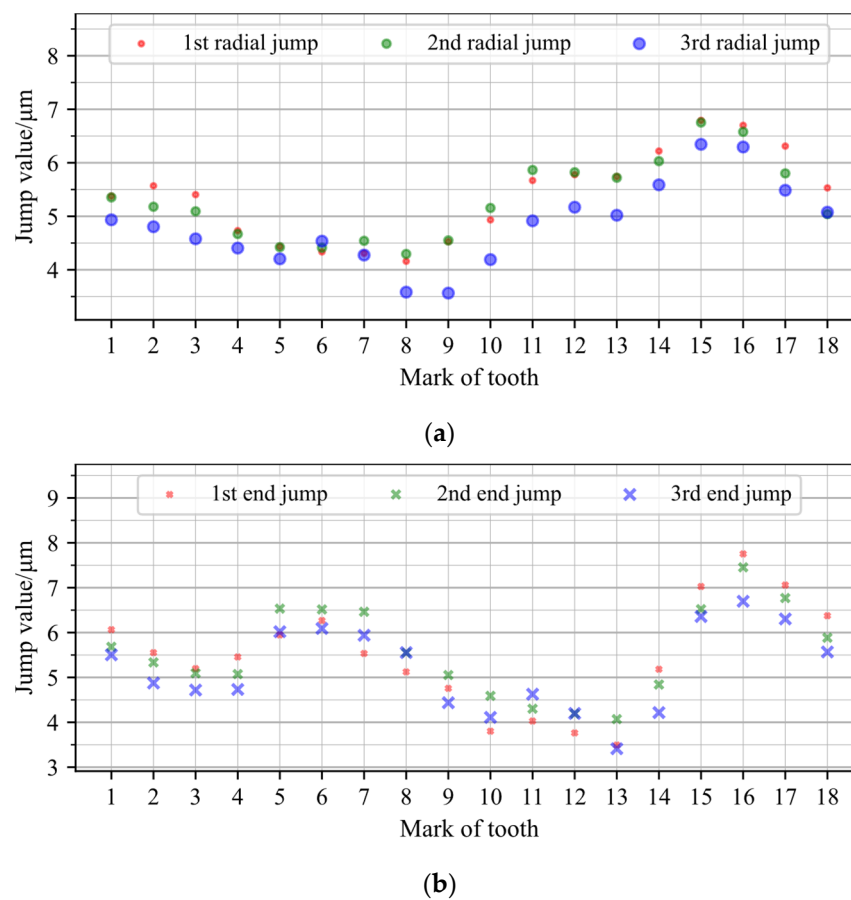 1st radial jump 2nd radial jump 3rd radial jump
8
7
6
5
4
Jump value/μm
1 2 3 4 5 6 7 8 9 10 11 12 13 14 15 16 17 18
Mark of tooth
(a)
1st end jump 2nd end jump 3rd end jump
9
8
7
6
5
4
3
Jump value/μm
1 2 3 4 5 6 7 8 9 10 11 12 13 14 15 16 17 18
Mark of tooth
(b)